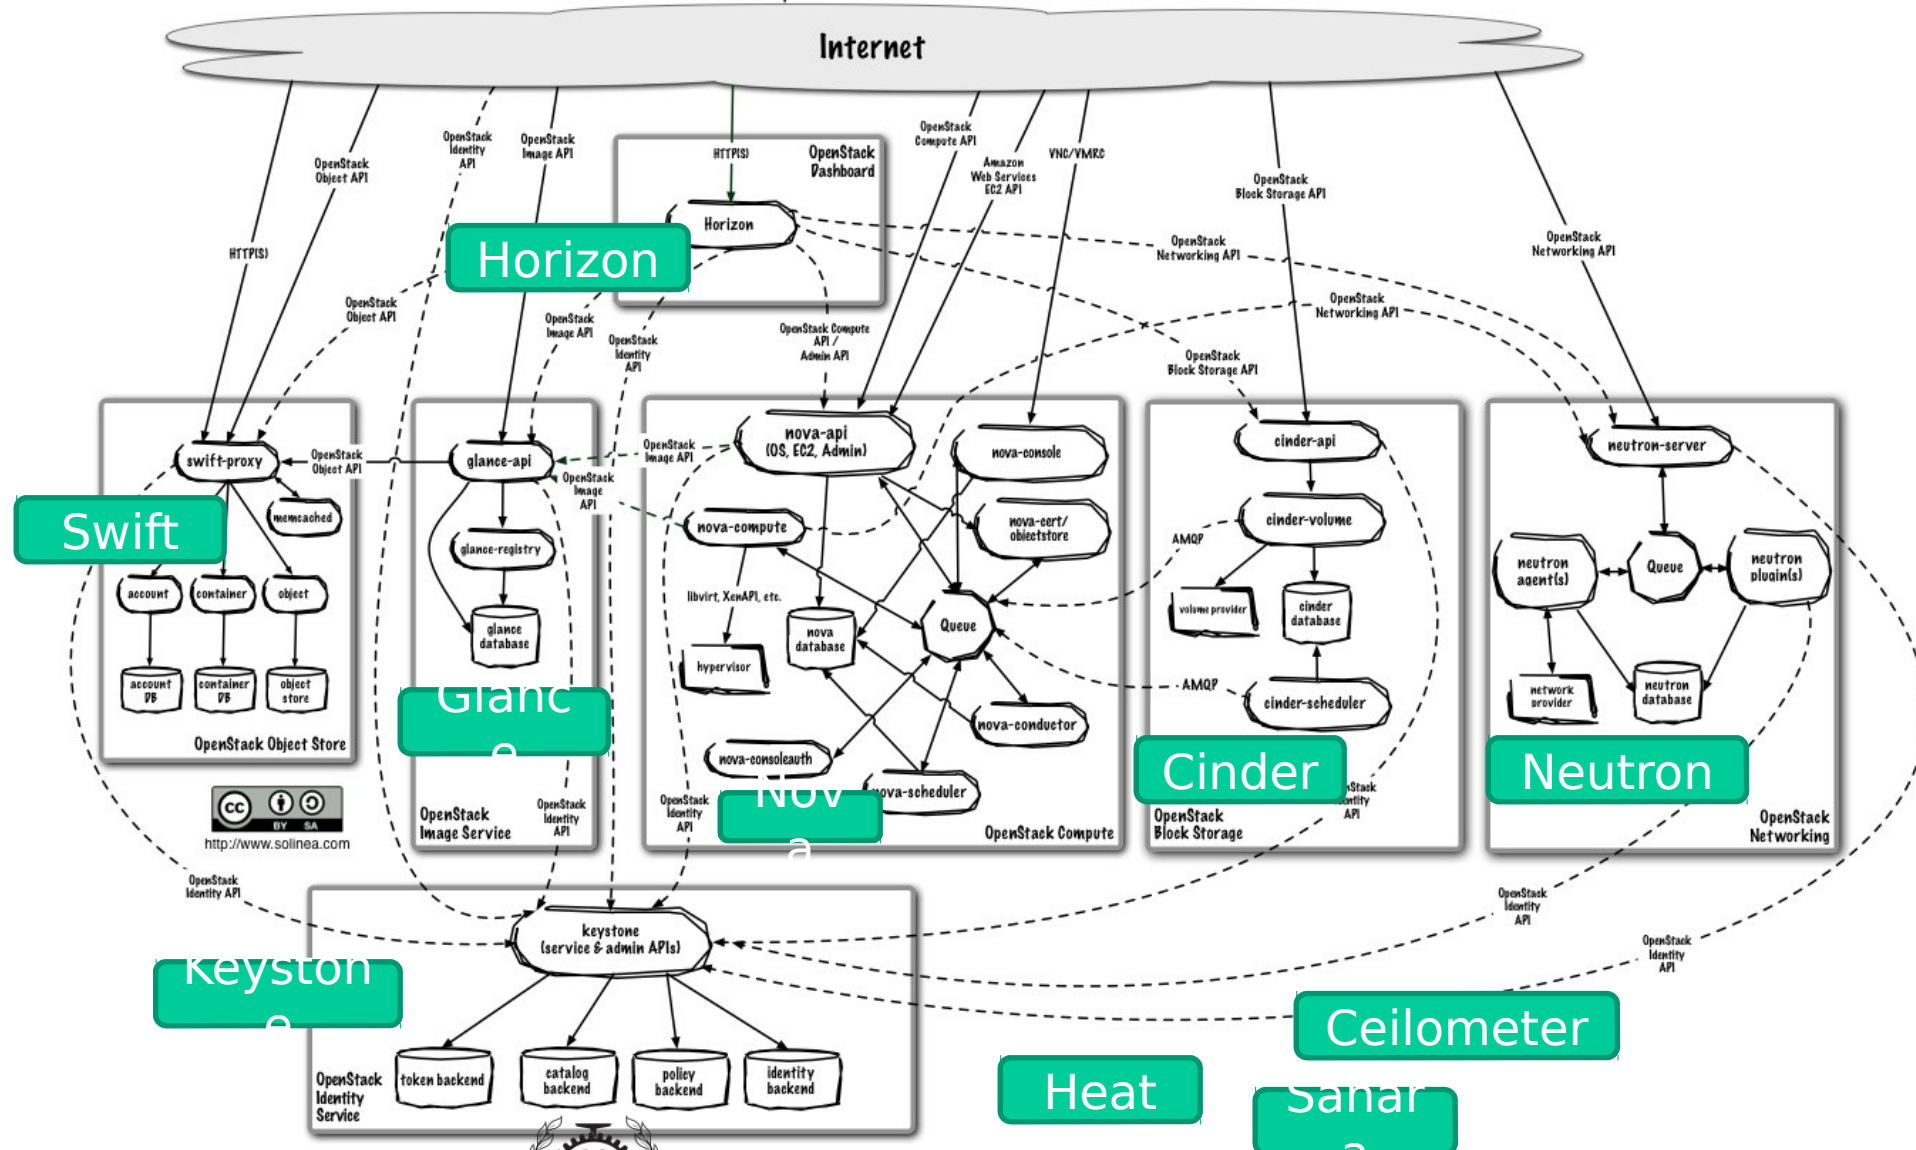 Internet
OpenStack
Identity
API
OpenStack
Image API
HTTP(S)
OpenStack
Dashboard
OpenStack
Compute API
Amazon
Web Services
EC2 API
VNC/VMRC
OpenStack
Object API
OpenStack
Block Storage API
HTTP(S)
Horizon
Horizon
OpenStack
Networking API
OpenStack
Networking API
OpenStack
Object API
OpenStack
Image API
OpenStack
Identity
API
OpenStack Compute
API /
Admin API
OpenStack
Networking API
OpenStack
Block Storage API
swift-proxy
OpenStack
Object API
glance-api
OpenStack
Image API
OpenStack
Image
API
nova-api
(OS, EC2, Admin)
nova-console
cinder-api
neutron-server
Swift
memcached
glance-registry
nova-compute
nova-cert/
objectstore
cinder-volume
AMQP
neutron
agent(s)
Queue
neutron
plugin(s)
account
container
object
glance
database
libvirt, XenAPI, etc.
nova
database
Queue
volume provider
cinder
database
hypervisor
account
DB
container
DB
object
store
AMQP
cinder-scheduler
network
provider
neutron
database
Glanc
e
nova-conductor
OpenStack Object Store
nova-consoleauth
nova-scheduler
Nov
a
Cinder
Neutron
cc
BY SA
http://www.solinea.com
OpenStack
Image Service
OpenStack
Identity
API
OpenStack
Identity
API
OpenStack Compute
OpenStack
Block Storage
nStack
entity
API
OpenStack
Networking
OpenStack
Identity API
keystone
(service & admin APIs)
OpenStack
Identity
API
OpenStack
Identity
API
Keyston
e
Ceilometer
OpenStack
Identity
Service
token backend
catalog
backend
policy
backend
identity
backend
Heat
Sahar
a